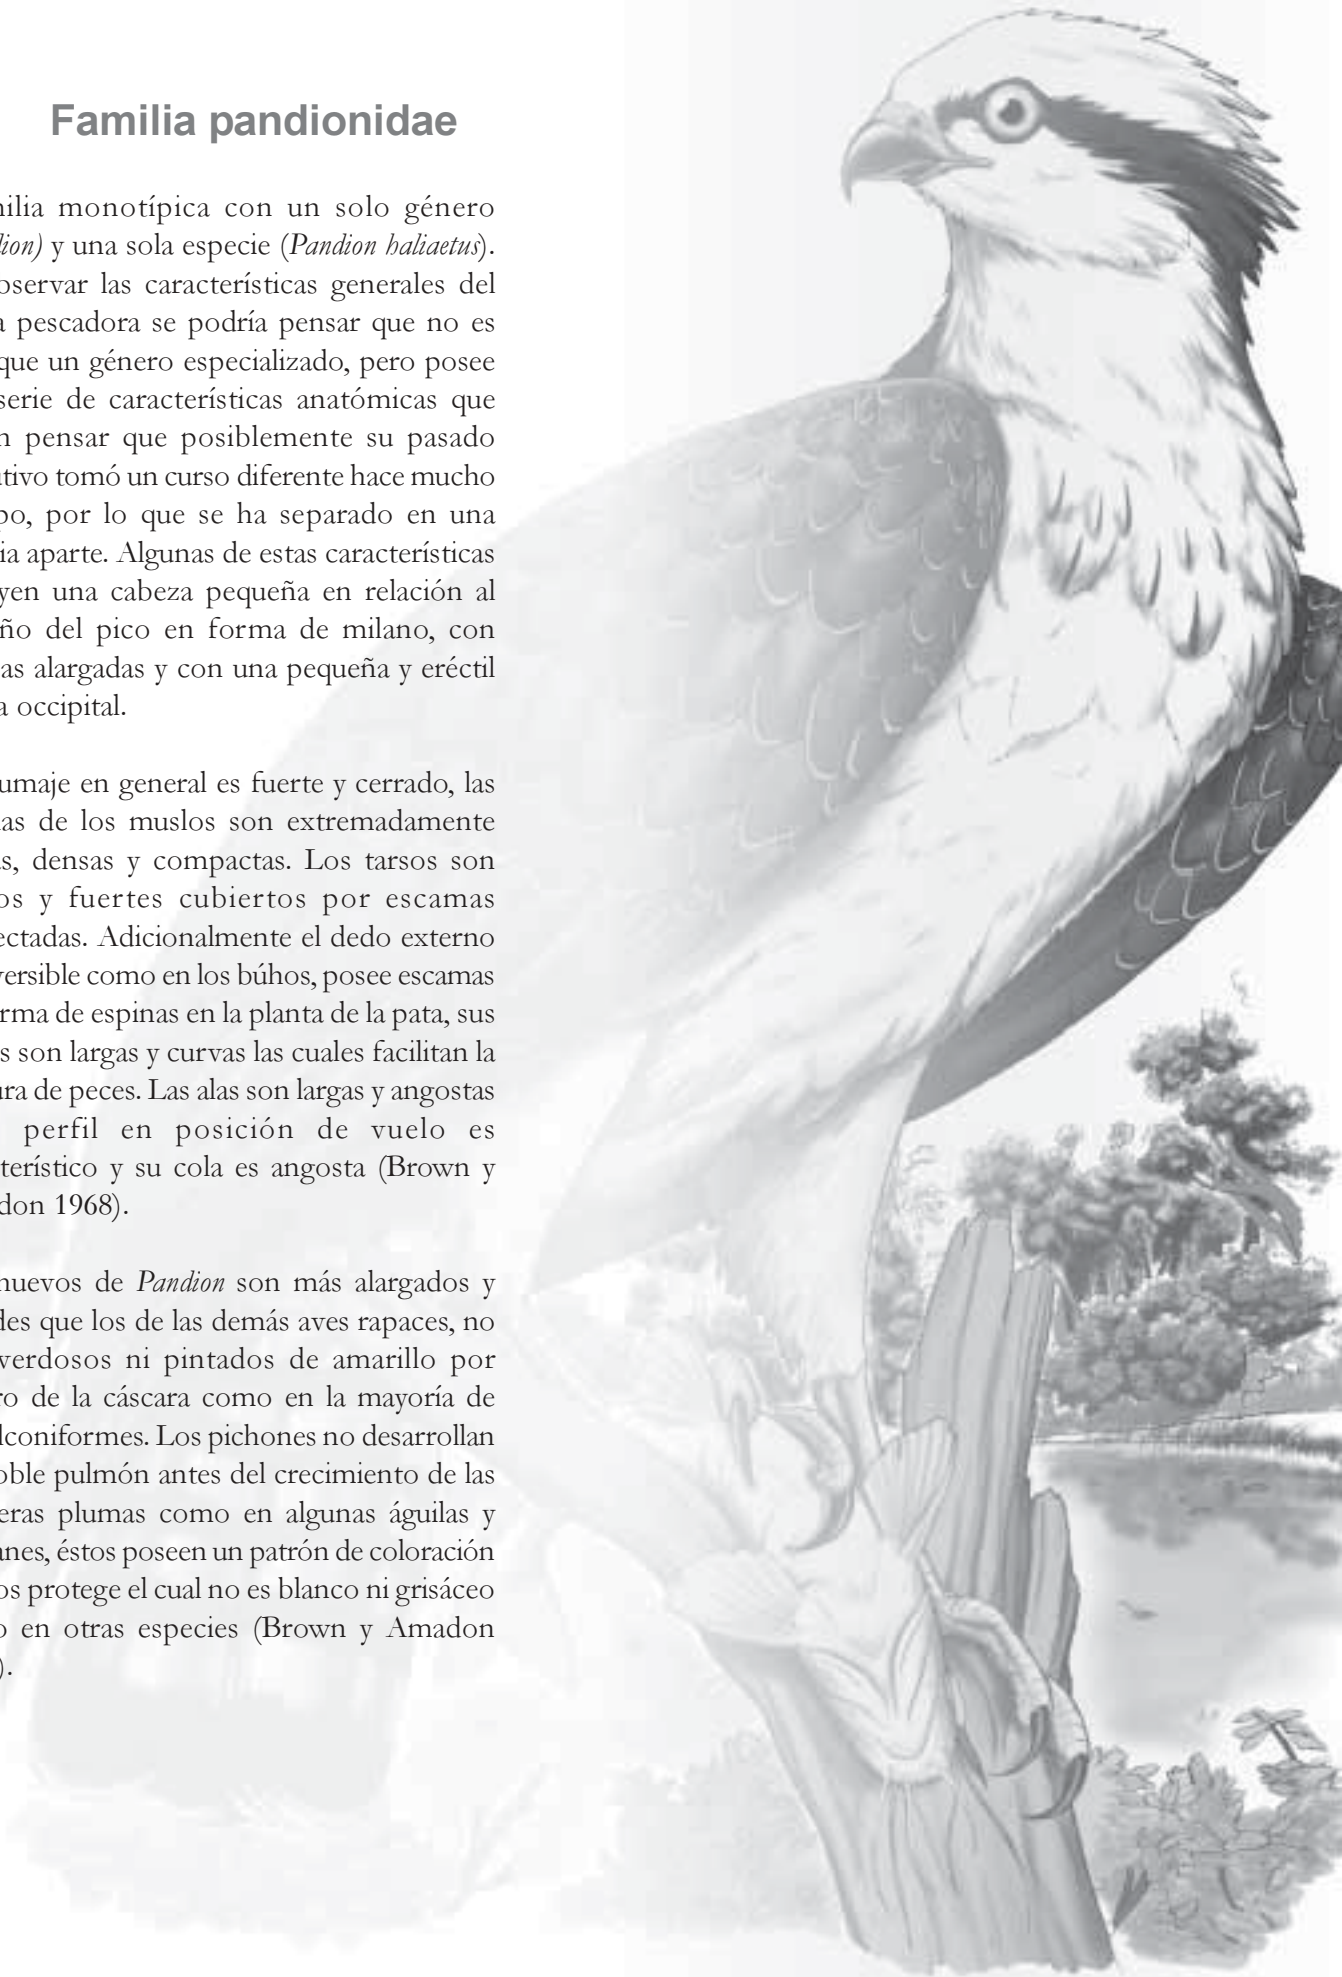 Familia pandionidae
milia monotípica con un solo género
dion) y una sola especie (Pandion haliaetus).
bservar las características generales del
a pescadora se podría pensar que no es
que un género especializado, pero posee
serie de características anatómicas que
n pensar que posiblemente su pasado
utivo tomó un curso diferente hace mucho
po, por lo que se ha separado en una
ia aparte. Algunas de estas características
yen una cabeza pequeña en relación al
ño del pico en forma de milano, con
as alargadas y con una pequeña y eréctil
a occipital.
umaje en general es fuerte y cerrado, las
as de los muslos son extremadamente
s, densas y compactas. Los tarsos son
os y fuertes cubiertos por escamas
ectadas. Adicionalmente el dedo externo
versible como en los búhos, posee escamas
rma de espinas en la planta de la pata, sus
s son largas y curvas las cuales facilitan la
ura de peces. Las alas son largas y angostas
perfil en posición de vuelo es
terístico y su cola es angosta (Brown y
don 1968).
huevos de Pandion son más alargados y
des que los de las demás aves rapaces, no
verdosos ni pintados de amarillo por
ro de la cáscara como en la mayoría de
lconiformes. Los pichones no desarrollan
oble pulmón antes del crecimiento de las
eras plumas como en algunas águilas y
anes, éstos poseen un patrón de coloración
os protege el cual no es blanco ni grisáceo
o en otras especies (Brown y Amadon
).